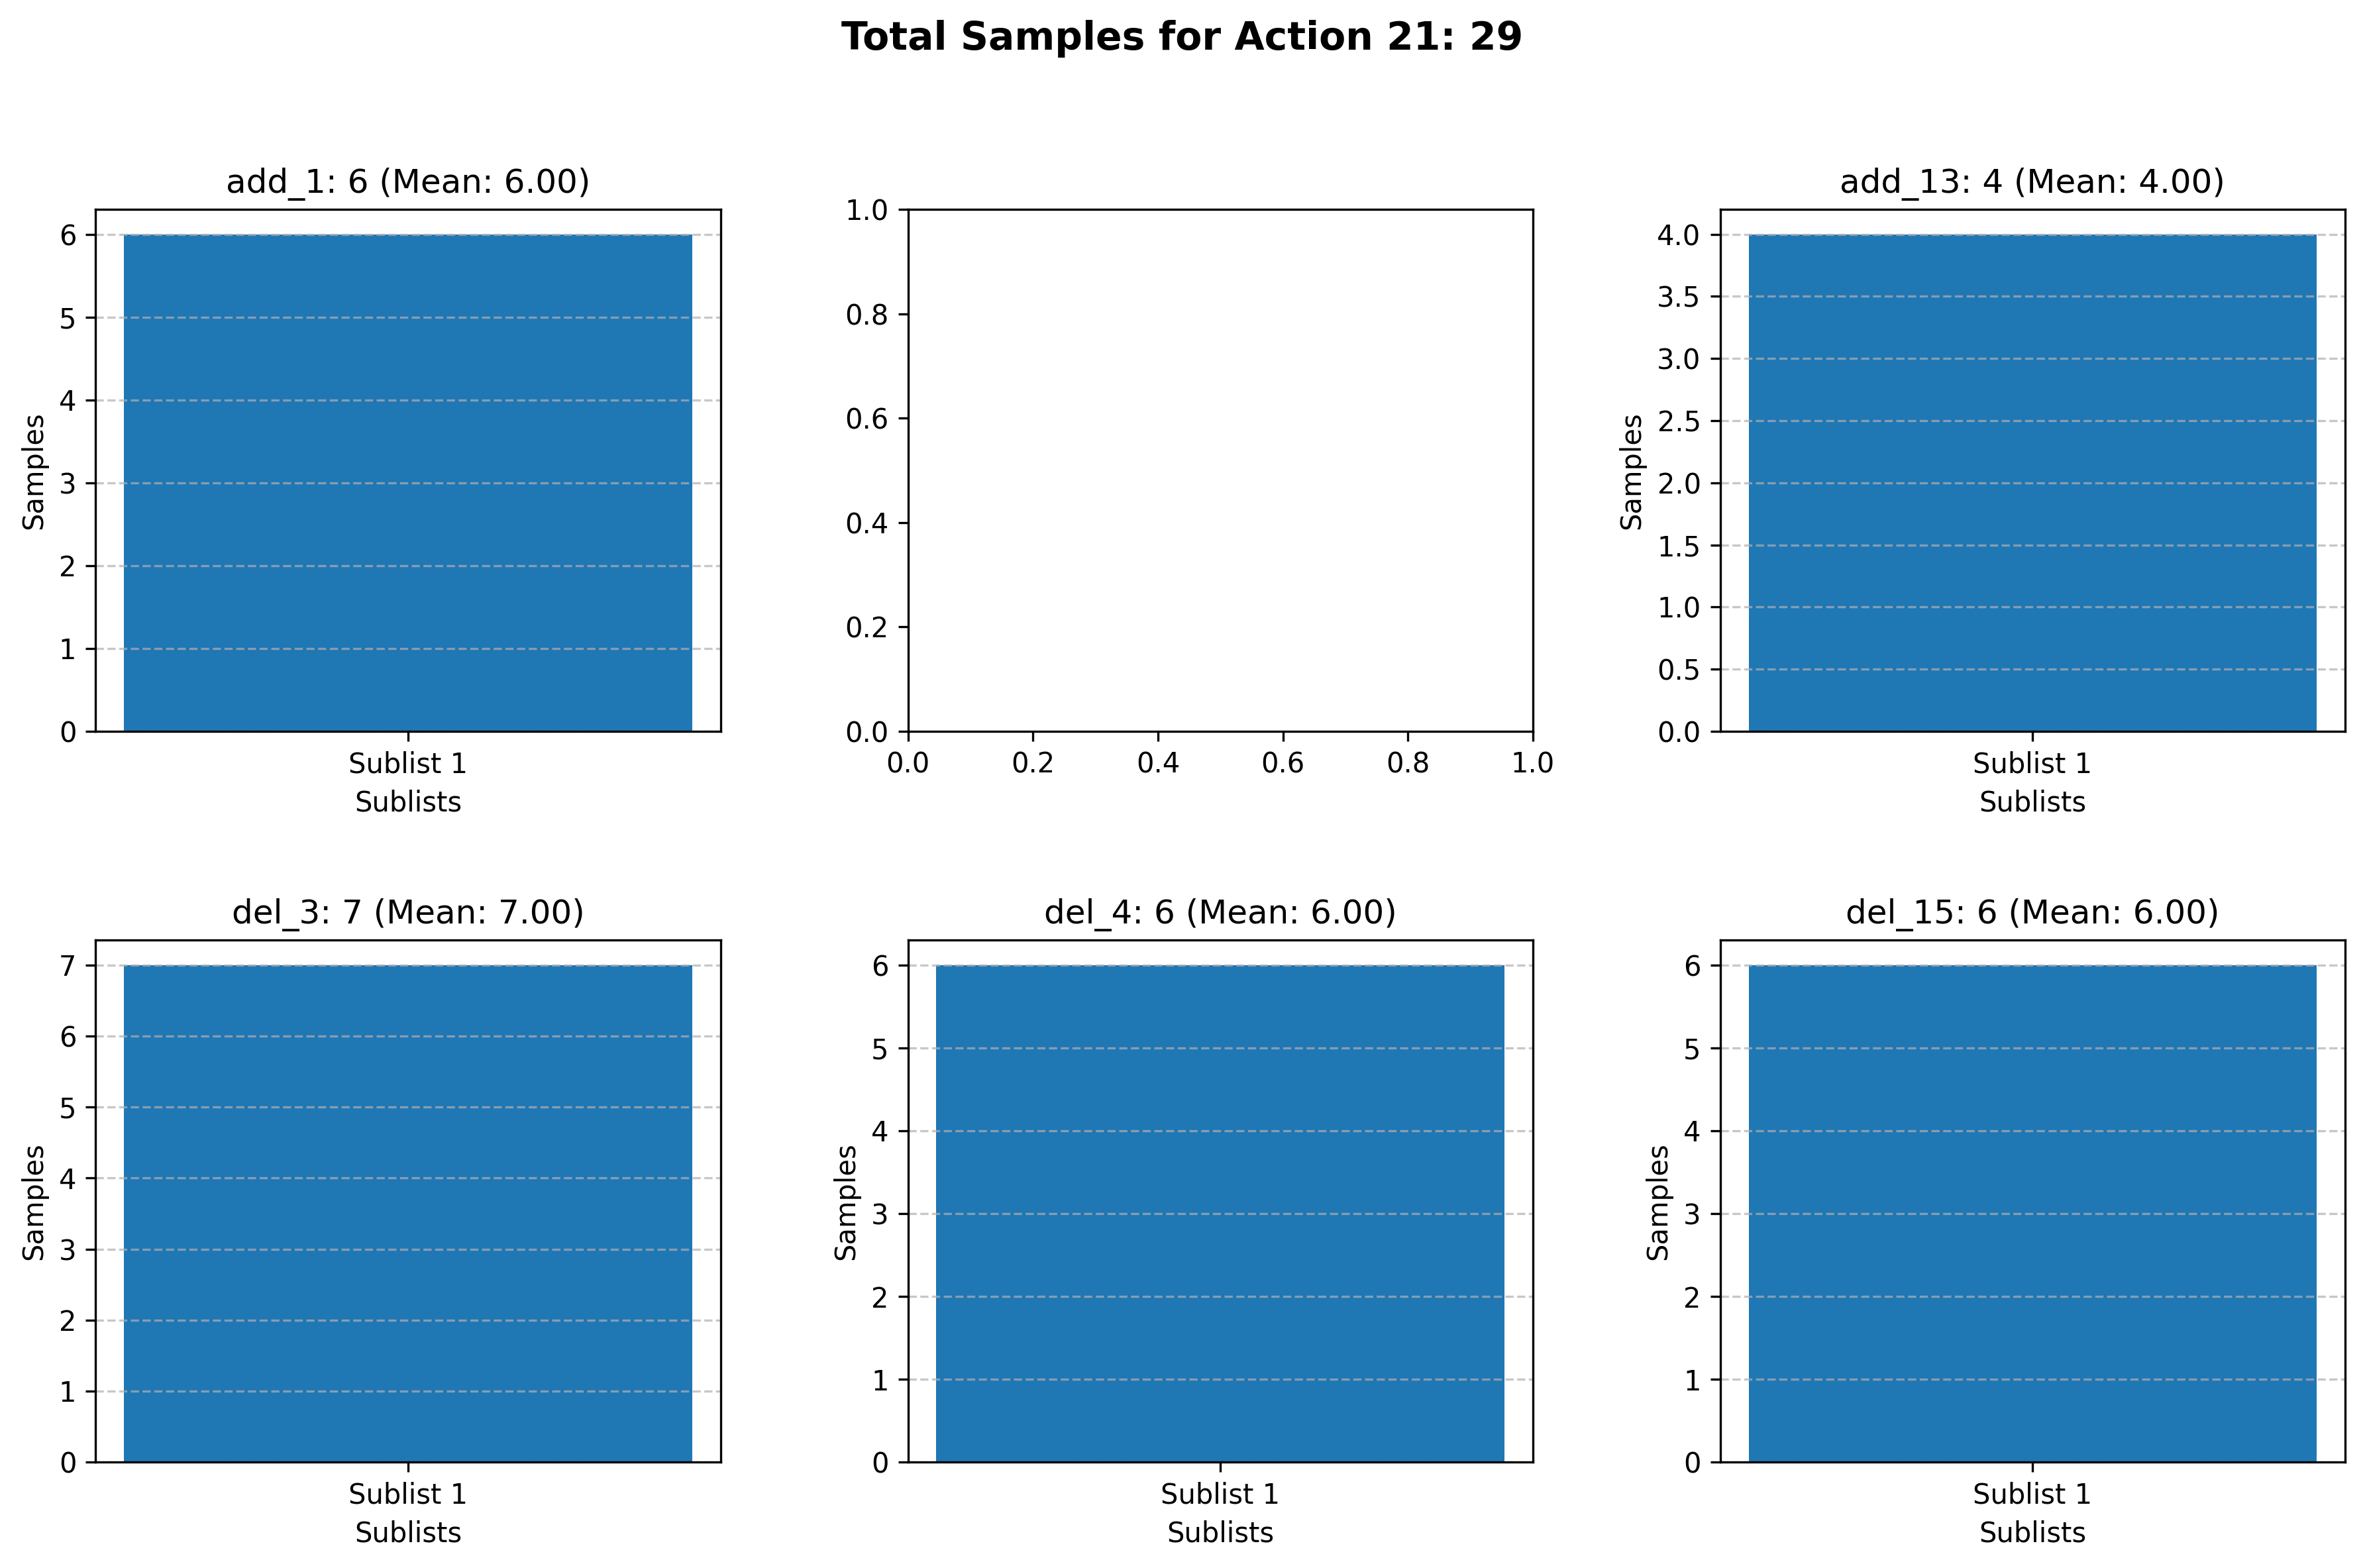 Total Samples for Action 21: 29
add_1: 6 (Mean: 6.00)
6
5
4
3
2
1
0
Samples
Sublist 1
Sublists
1.0
0.8
0.6
0.4
0.2
0.0
0.0 0.2 0.4 0.6 0.8 1.0
add_13: 4 (Mean: 4.00)
4.0
3.5
3.0
2.5
2.0
1.5
1.0
0.5
0.0
Samples
Sublist 1
Sublists
del_3: 7 (Mean: 7.00)
7
6
5
4
3
2
1
0
Samples
Sublist 1
Sublists
del_4: 6 (Mean: 6.00)
6
5
4
3
2
1
0
Samples
Sublist 1
Sublists
del_15: 6 (Mean: 6.00)
6
5
4
3
2
1
0
Samples
Sublist 1
Sublists